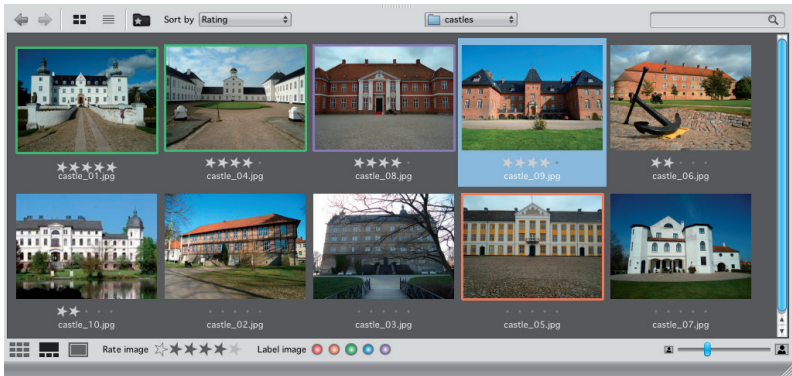 Sort by Rating castles
castle_01.jpg castle_04.jpg castle_08.jpg castle_09.jpg castle_06.jpg
castle_10.jpg castle_02.jpg castle_03.jpg castle_05.jpg castle_07.jpg
Rate image Label image